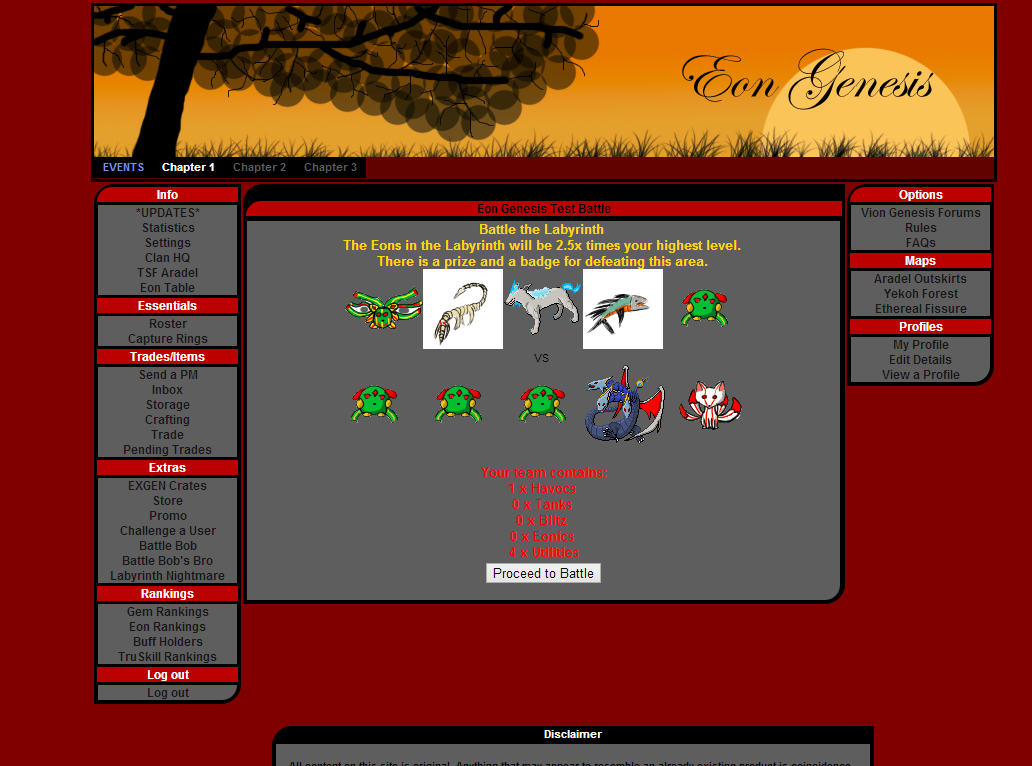 Eon Genesis
EVENTS Chapter 1 Chapter 2 Chapter 3
Info
*UPDATES*
Statistics
Settings
Clan HQ
TSF Aradel
Eon Table
Essentials
Roster
Capture Rings
Trades/Items
Send a PM
Inbox
Storage
Crafting
Trade
Pending Trades
Extras
EXGEN Crates
Store
Promo
Challenge a User
Battle Bob
Battle Bob's Bro
Labyrinth Nightmare
Rankings
Gem Rankings
Eon Rankings
Buff Holders
TruSkill Rankings
Log out
Log out
Eon Genesis Test Battle
Battle the Labyrinth
The Eons in the Labyrinth will be 2.5x times your highest level.
There is a prize and a badge for defeating this area.
VS
Your team contains:
1 x Havocs
0 x Tanks
0 x Blitz
0 x Eonics
4 x Utilities
Proceed to Battle
Options
Vion Genesis Forums
Rules
FAQs
Maps
Aradel Outskirts
Yekoh Forest
Ethereal Fissure
Profiles
My Profile
Edit Details
View a Profile
Disclaimer
All content on this site is original. Anything that may appear to resemble an already existing product is coincidence